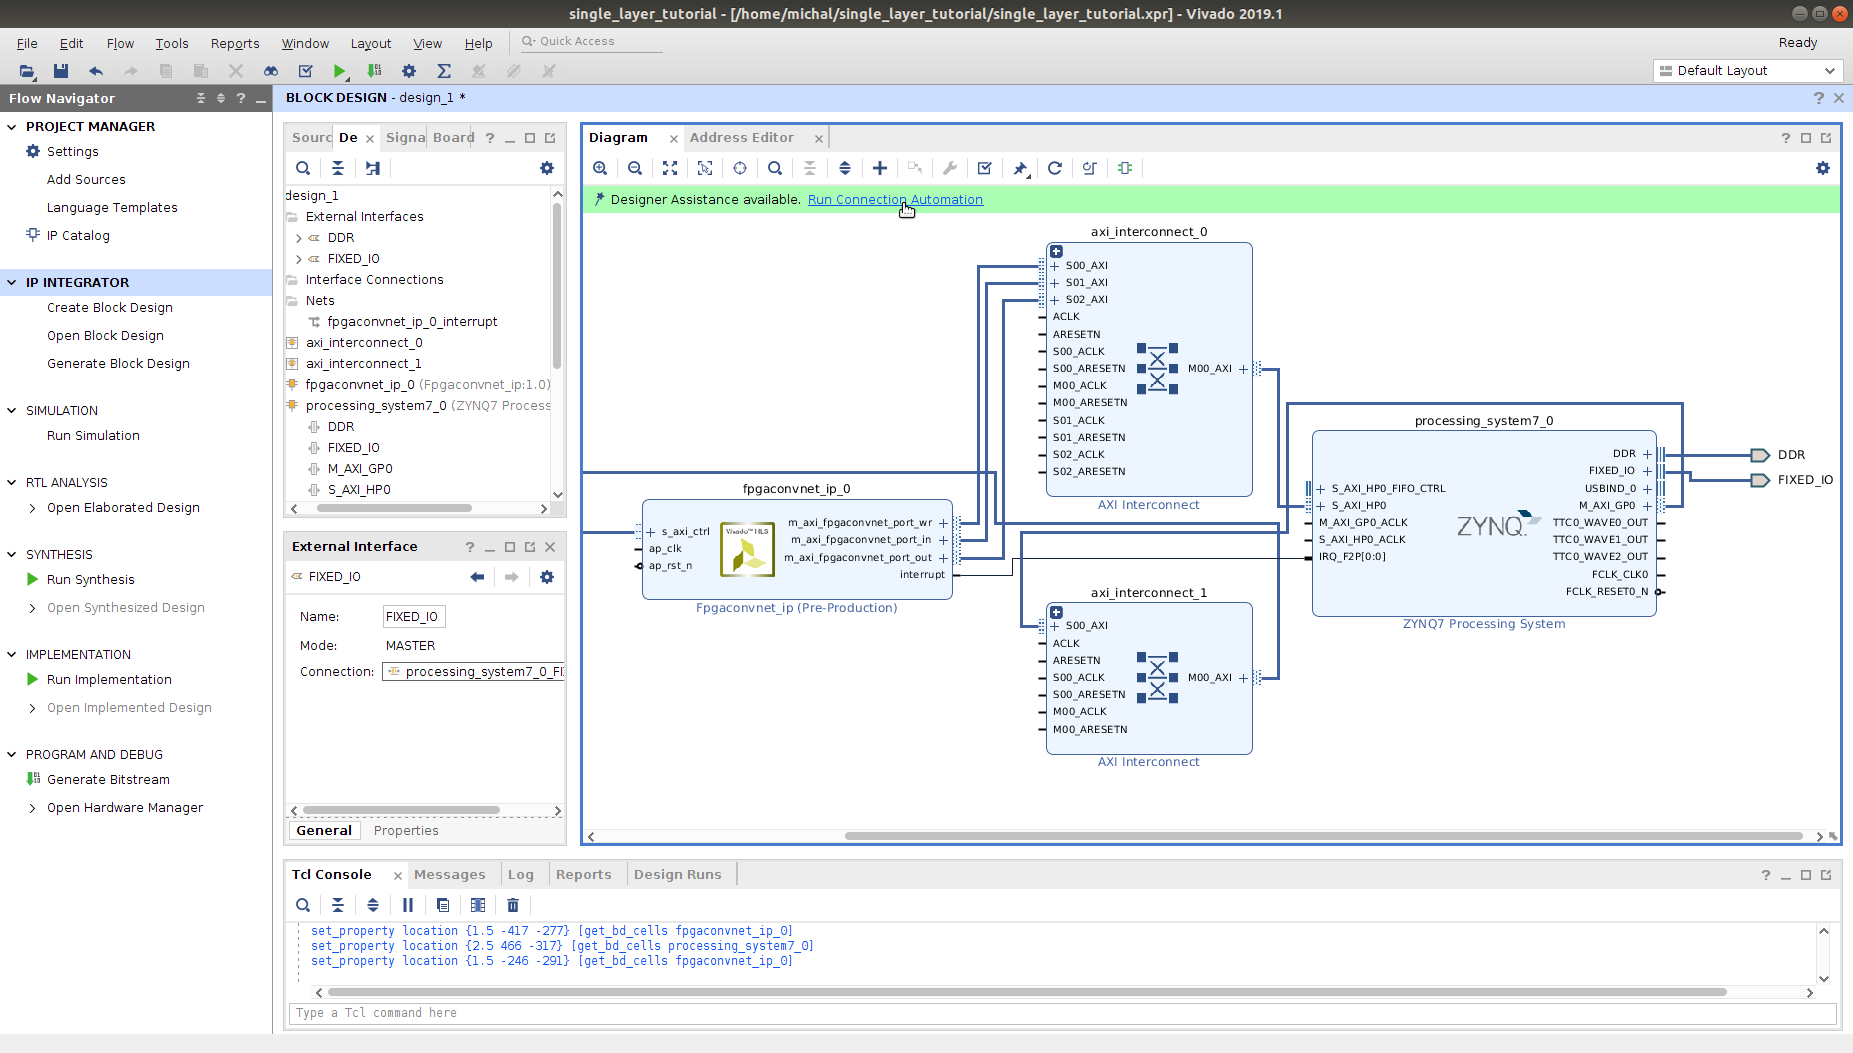 single_layer_tutorial - [/home/michal/single_layer_tutorial/single_layer_tutorial.xpr] - Vivado 2019.1
File Edit Flow Tools Reports Window Layout View Help Quick Access Ready
Default Layout
Flow Navigator
PROJECT MANAGER
Settings
Add Sources
Language Templates
IP Catalog
IP INTEGRATOR
Create Block Design
Open Block Design
Generate Block Design
SIMULATION
Run Simulation
RTL ANALYSIS
Open Elaborated Design
SYNTHESIS
Run Synthesis
Open Synthesized Design
IMPLEMENTATION
Run Implementation
Open Implemented Design
PROGRAM AND DEBUG
Generate Bitstream
Open Hardware Manager
BLOCK DESIGN - design_1 *
Sourc De Signa Board
design_1
External Interfaces
DDR
FIXED_IO
Interface Connections
Nets
fpgaconvnet_ip_0_interrupt
axi_interconnect_0
axi_interconnect_1
fpgaconvnet_ip_0 (Fpgaconvnet_ip:1.0)
processing_system7_0 (ZYNQ7 Process
DDR
FIXED_IO
M_AXI_GP0
S_AXI_HP0
External Interface
FIXED_IO
Name: FIXED_IO
Mode: MASTER
Connection: processing_system7_0_FI
General Properties
Diagram Address Editor
Designer Assistance available. Run Connection Automation
axi_interconnect_0
S00_AXI
S01_AXI
S02_AXI
ACLK
ARESETN
S00_ACLK
S00_ARESETN
M00_ACLK
M00_ARESETN
S01_ACLK
S01_ARESETN
S02_ACLK
S02_ARESETN
M00_AXI
AXI Interconnect
fpgaconvnet_ip_0
s_axi_ctrl
ap_clk
ap_rst_n
Vivado™ HLS
m_axi_fpgaconvnet_port_wr
m_axi_fpgaconvnet_port_in
m_axi_fpgaconvnet_port_out
interrupt
Fpgaconvnet_ip (Pre-Production)
axi_interconnect_1
S00_AXI
ACLK
ARESETN
S00_ACLK
S00_ARESETN
M00_ACLK
M00_ARESETN
M00_AXI
AXI Interconnect
processing_system7_0
S_AXI_HP0_FIFO_CTRL
S_AXI_HP0
M_AXI_GP0_ACLK
S_AXI_HP0_ACLK
IRQ_F2P[0:0]
ZYNQ
DDR
FIXED_IO
USBIND_0
M_AXI_GP0
TTC0_WAVE0_OUT
TTC0_WAVE1_OUT
TTC0_WAVE2_OUT
FCLK_CLK0
FCLK_RESET0_N
ZYNQ7 Processing System
DDR
FIXED_IO
Tcl Console Messages Log Reports Design Runs
set_property location {1.5 -417 -277} [get_bd_cells fpgaconvnet_ip_0]
set_property location {2.5 466 -317} [get_bd_cells processing_system7_0]
set_property location {1.5 -246 -291} [get_bd_cells fpgaconvnet_ip_0]
Type a Tcl command here